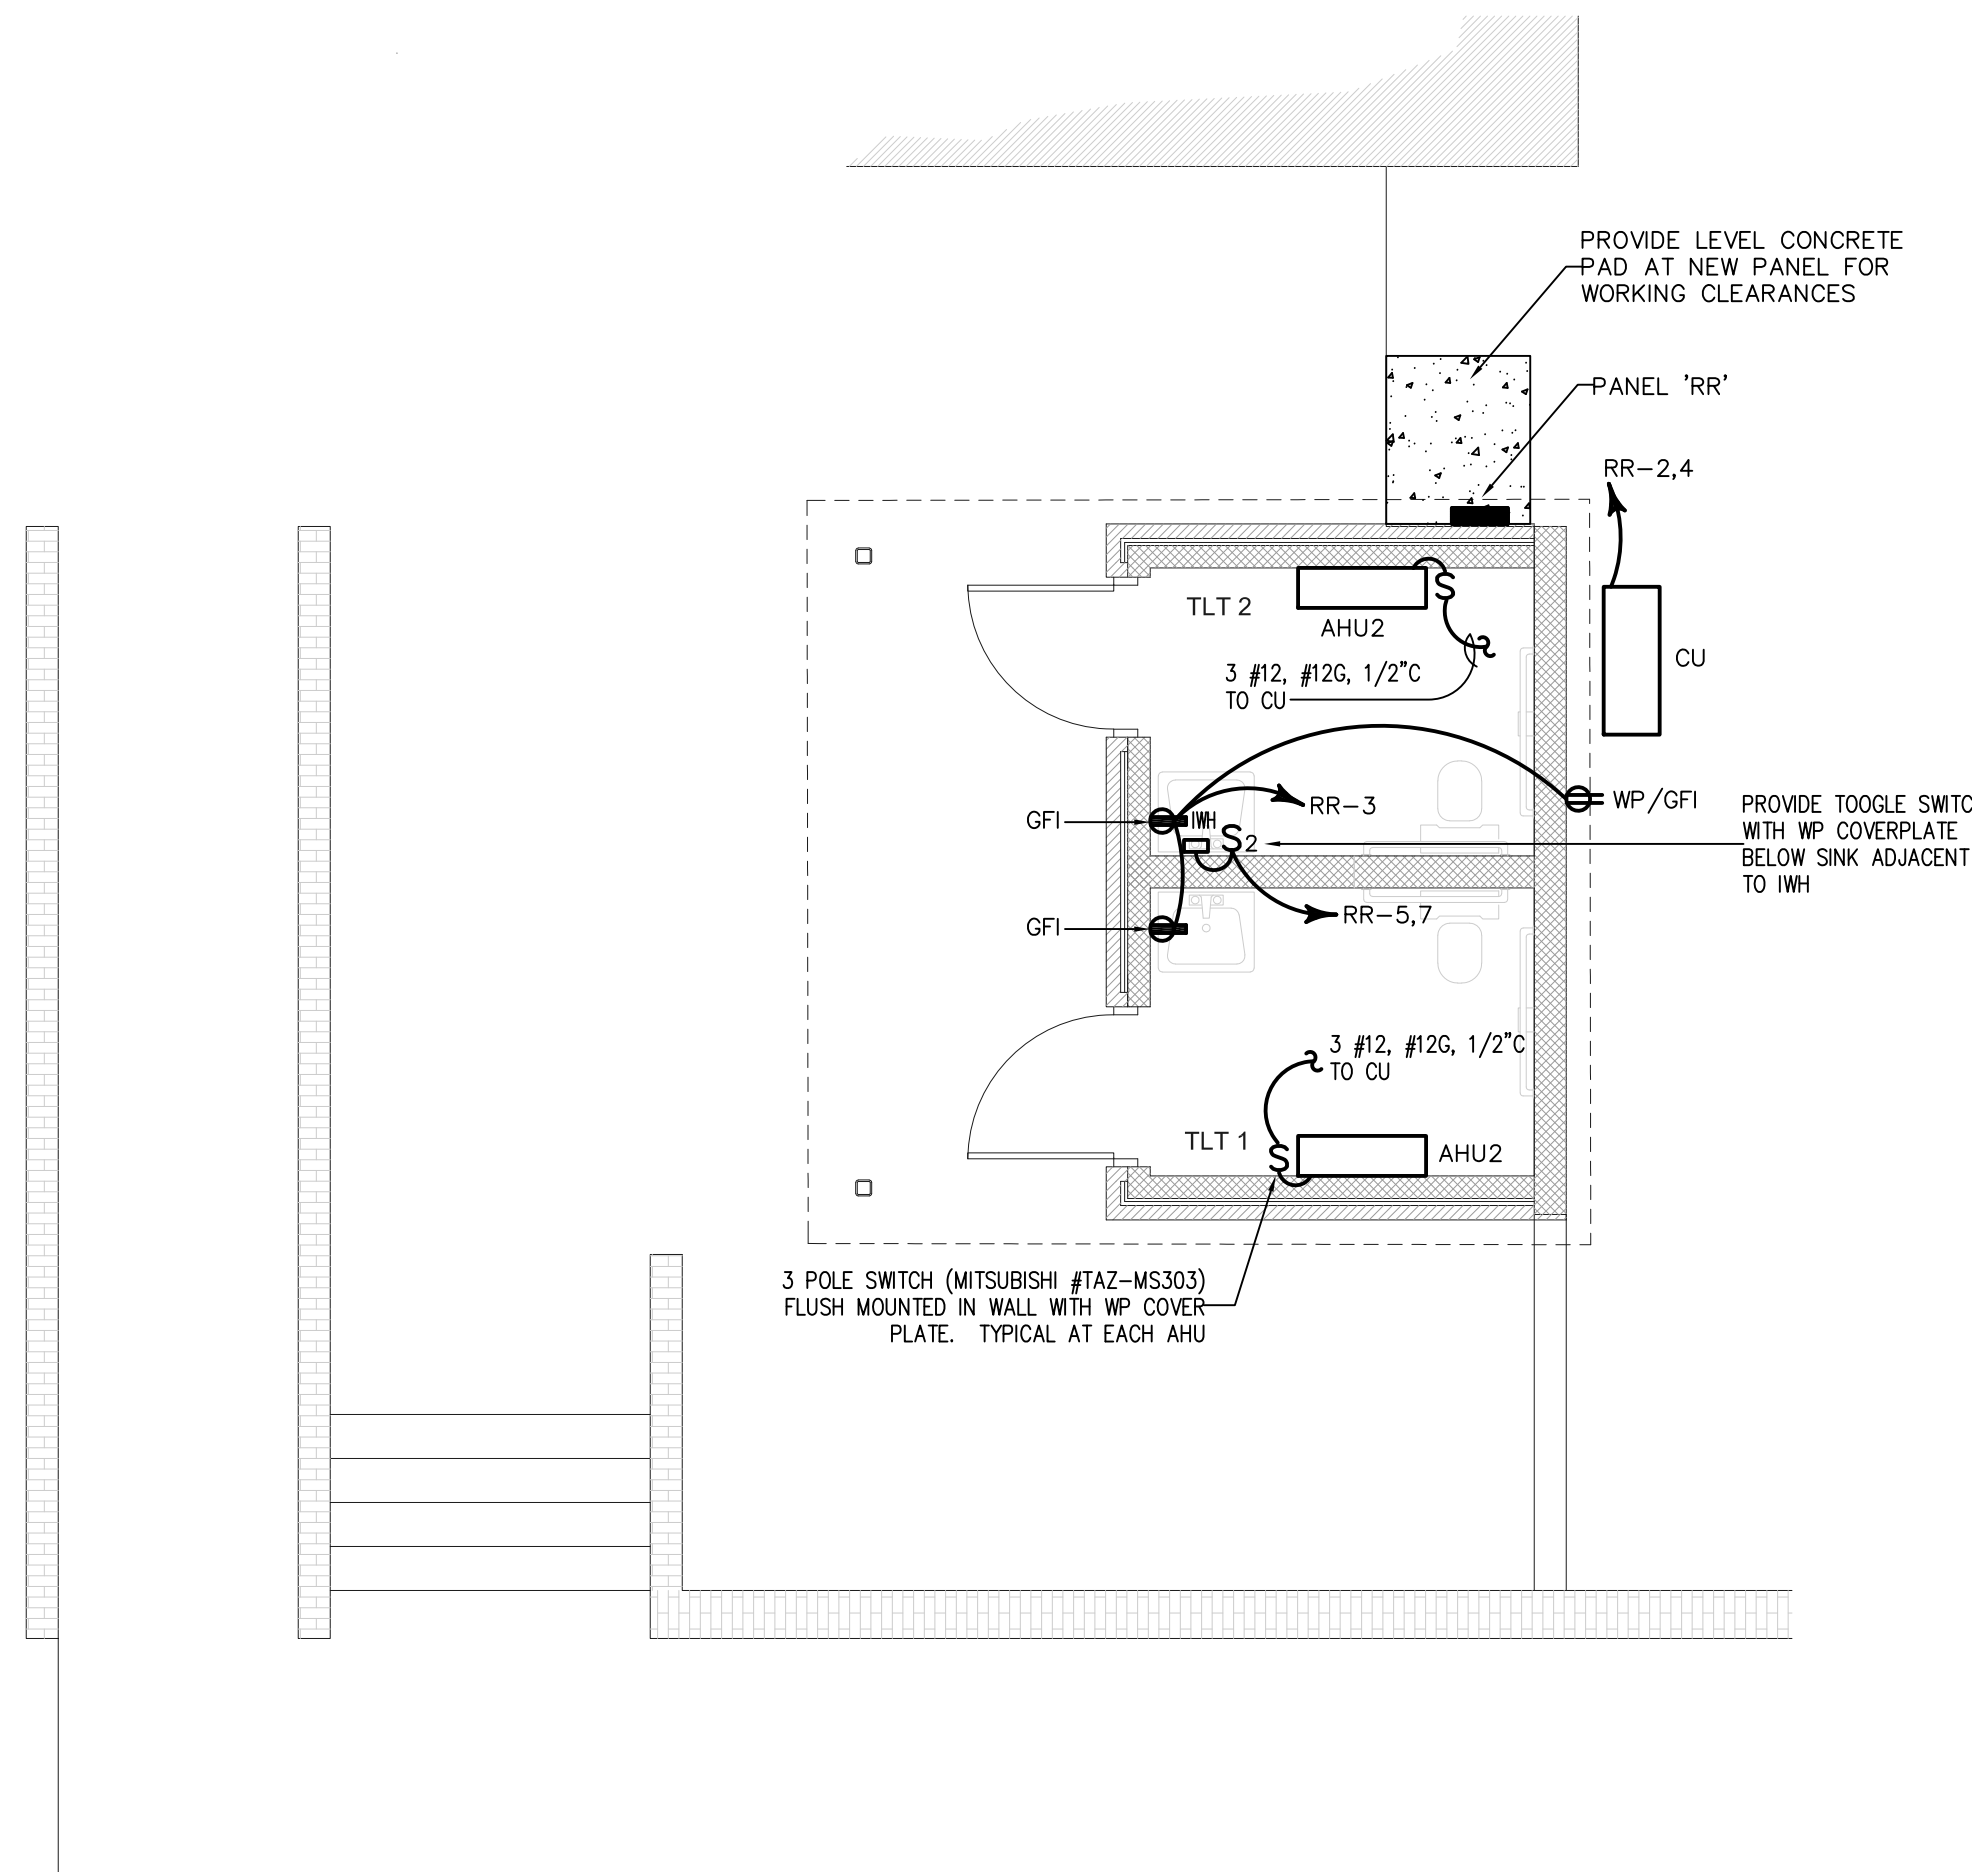 PROVIDE LEVEL CONCRETE
PAD AT NEW PANEL FOR
WORKING CLEARANCES
PANEL 'RR'
RR-2,4
TLT 2
AHU2
CU
3 #12, #12G, 1/2"C
TO CU
WP/GFI
RR-3
GFI
IWH
S2
PROVIDE TOOGLE SWITC
WITH WP COVERPLATE
BELOW SINK ADJACENT
TO IWH
RR-5,7
GFI
3 #12, #12G, 1/2"C
TO CU
TLT 1
S
AHU2
S
3 POLE SWITCH (MITSUBISHI #TAZ-MS303)
FLUSH MOUNTED IN WALL WITH WP COVER
PLATE. TYPICAL AT EACH AHU